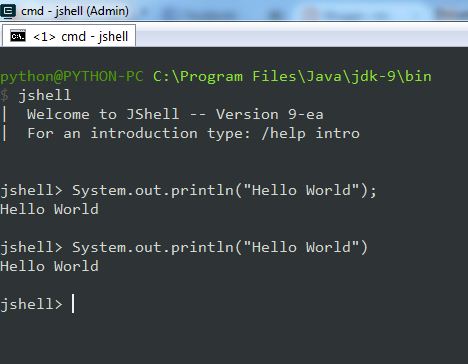 cmd - jshell (Admin)
<1> cmd - jshell
python@PYTHON-PC C:\Program Files\Java\jdk-9\bin
$ jshell
|  Welcome to JShell -- Version 9-ea
|  For an introduction type: /help intro
jshell> System.out.println("Hello World");
Hello World
jshell> System.out.println("Hello World")
Hello World
jshell>